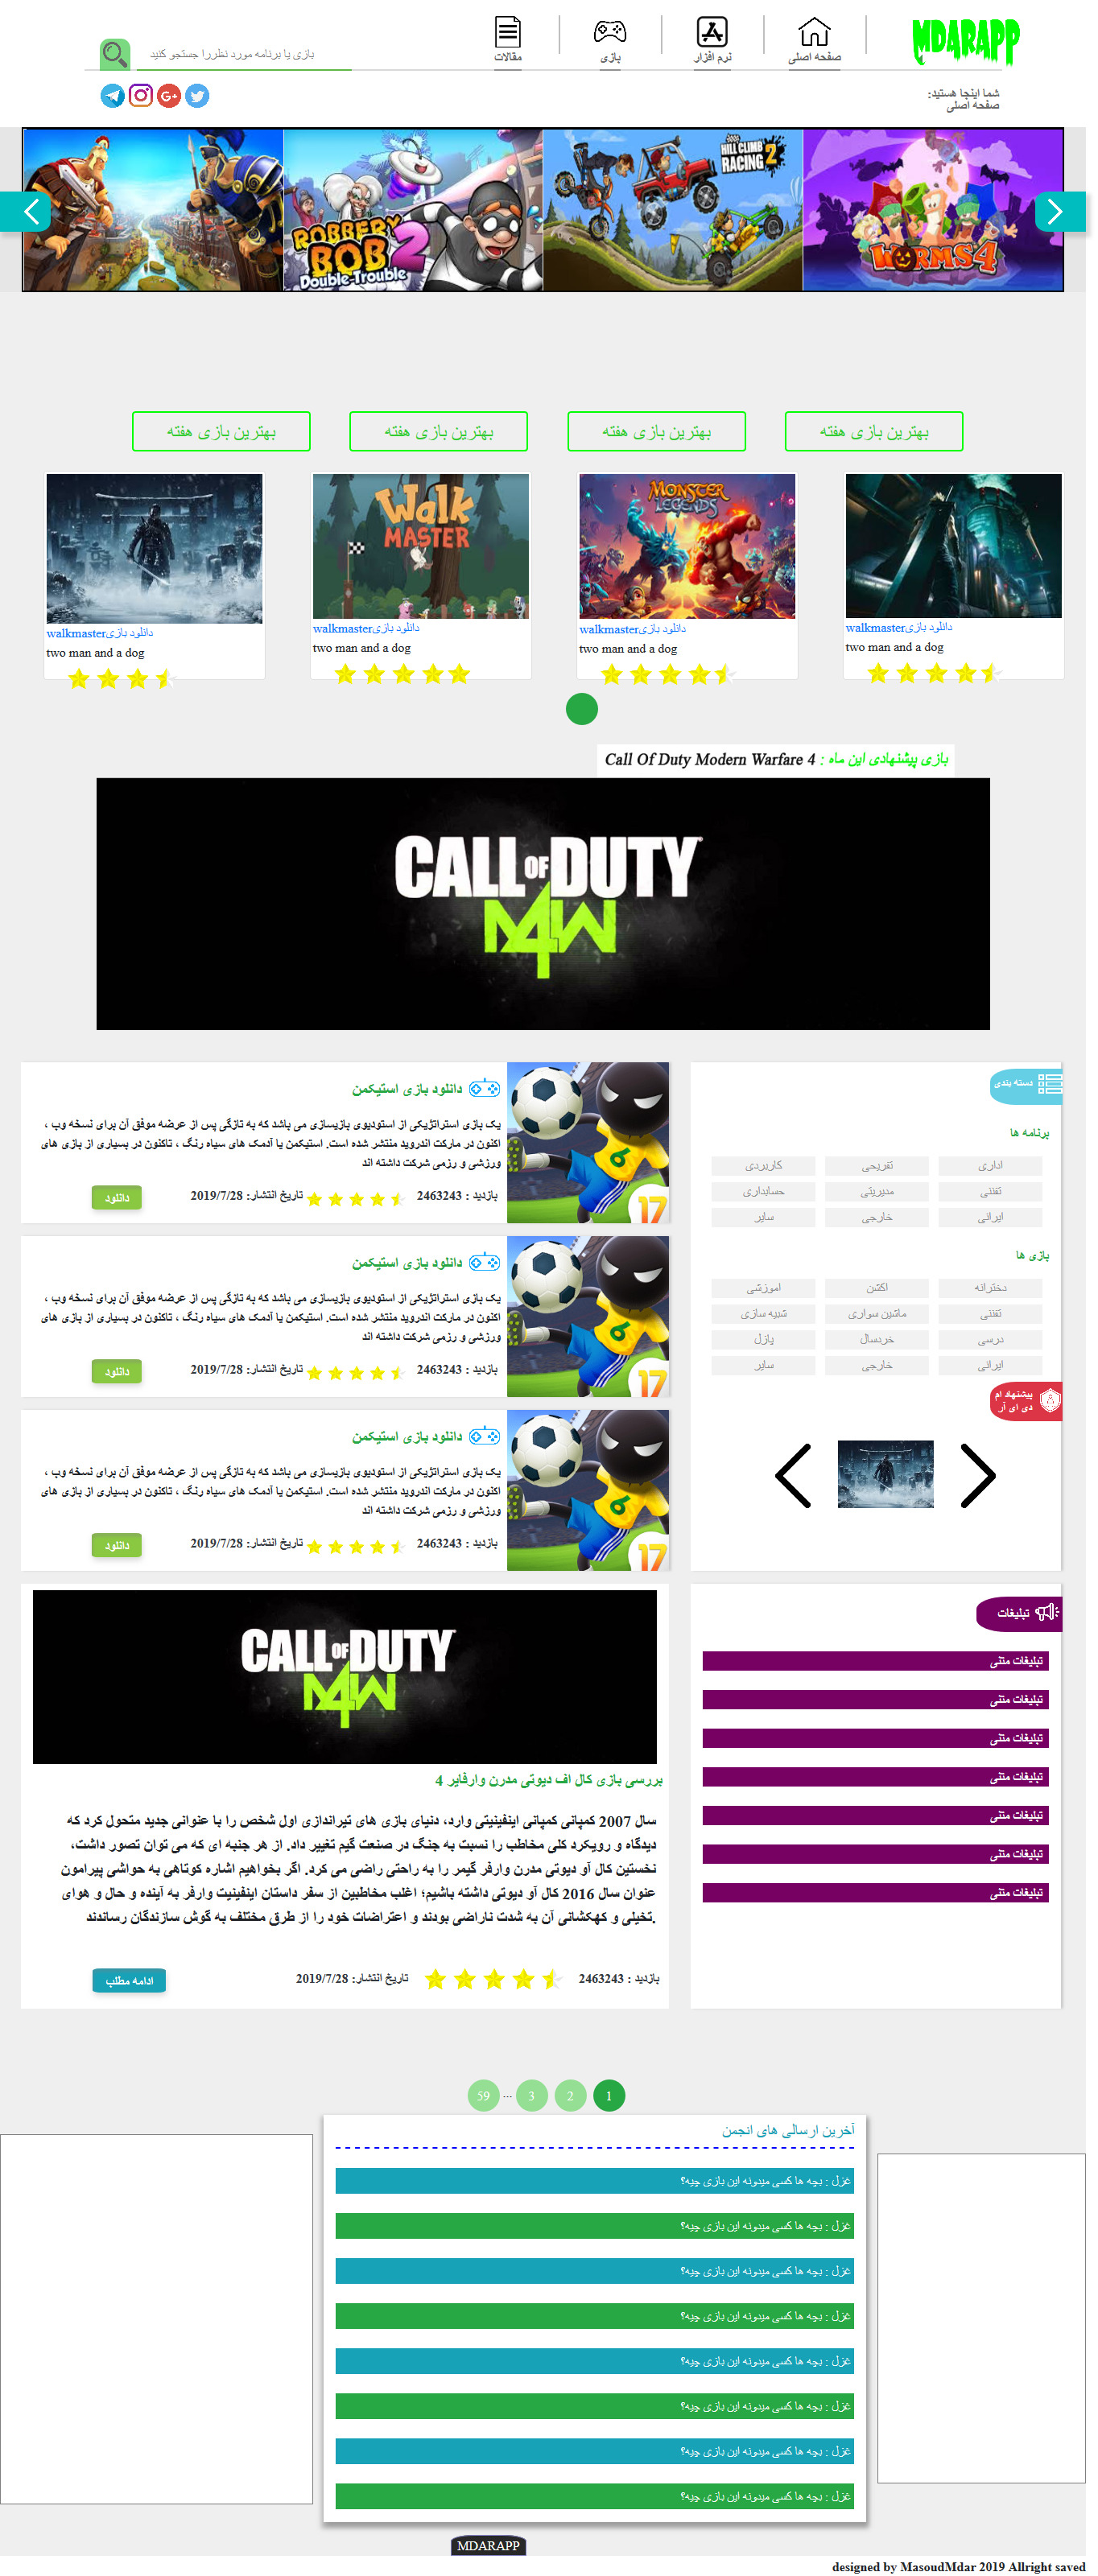 MDARAPP
صفحه اصلی
نرم افزار
بازی
مقالات
بازی یا برنامه مورد نظررا جستجو کنید
شما اینجا هستید:
صفحه اصلی
ROBBERY BOB 2
Double-Trouble
HILL CLIMB RACING 2
WORMS 4
بهترین بازی هفته
بهترین بازی هفته
بهترین بازی هفته
بهترین بازی هفته
MONSTER LEGENDS
Walk MASTER
دانلود بازیwalkmaster
two man and a dog
دانلود بازیwalkmaster
two man and a dog
دانلود بازیwalkmaster
two man and a dog
دانلود بازیwalkmaster
two man and a dog
بازی پیشنهادی این ماه : Call Of Duty Modern Warfare 4
CALL OF DUTY
M4W
دسته بندی
برنامه ها
اداری
تفریحی
کاربردی
تفننی
مدیریتی
حسابداری
ایرانی
خارجی
سایر
بازی ها
دخترانه
اکشن
اموزشی
تفننی
ماشین سواری
شبیه سازی
درسی
خردسال
پازل
ایرانی
خارجی
سایر
پیشنهاد ام
دی ای آر
دانلود بازی استیکمن
یک بازی استراتژیکی از استودیوی بازیسازی می باشد که به تازگی پس از عرضه موفق آن برای نسخه وب ،
اکنون در مارکت اندروید منتشر شده است. استیکمن یا آدمک های سیاه رنگ ، تاکنون در بسیاری از بازی های
ورزشی و رزمی شرکت داشته اند
بازدید : 2463243
تاریخ انتشار: 2019/7/28
دانلود
17
دانلود بازی استیکمن
یک بازی استراتژیکی از استودیوی بازیسازی می باشد که به تازگی پس از عرضه موفق آن برای نسخه وب ،
اکنون در مارکت اندروید منتشر شده است. استیکمن یا آدمک های سیاه رنگ ، تاکنون در بسیاری از بازی های
ورزشی و رزمی شرکت داشته اند
بازدید : 2463243
تاریخ انتشار: 2019/7/28
دانلود
17
دانلود بازی استیکمن
یک بازی استراتژیکی از استودیوی بازیسازی می باشد که به تازگی پس از عرضه موفق آن برای نسخه وب ،
اکنون در مارکت اندروید منتشر شده است. استیکمن یا آدمک های سیاه رنگ ، تاکنون در بسیاری از بازی های
ورزشی و رزمی شرکت داشته اند
بازدید : 2463243
تاریخ انتشار: 2019/7/28
دانلود
17
تبلیغات
تبلیغات متنی
تبلیغات متنی
تبلیغات متنی
تبلیغات متنی
تبلیغات متنی
تبلیغات متنی
تبلیغات متنی
CALL OF DUTY
M4W
بررسی بازی کال اف دیوتی مدرن وارفایر 4
سال 2007 کمپانی کمپانی اینفینیتی وارد، دنیای بازی های تیراندازی اول شخص را با عنوانی جدید متحول کرد که
دیدگاه و رویکرد کلی مخاطب را نسبت به جنگ در صنعت گیم تغییر داد. از هر جنبه ای که می توان تصور داشت،
نخستین کال آو دیوتی مدرن وارفر گیمر را به راحتی راضی می کرد. اگر بخواهیم اشاره کوتاهی به حواشی پیرامون
عنوان سال 2016 کال آو دیوتی داشته باشیم؛ اغلب مخاطبین از سفر داستان اینفینیت وارفر به آینده و حال و هوای
.تخیلی و کهکشانی آن به شدت ناراضی بودند و اعتراضات خود را از طرق مختلف به گوش سازندگان رساندند
بازدید : 2463243
تاریخ انتشار: 2019/7/28
ادامه مطلب
1
2
3
...
59
آخرین ارسالی های انجمن
غزل : بچه ها کسی میدونه این بازی چیه؟
غزل : بچه ها کسی میدونه این بازی چیه؟
غزل : بچه ها کسی میدونه این بازی چیه؟
غزل : بچه ها کسی میدونه این بازی چیه؟
غزل : بچه ها کسی میدونه این بازی چیه؟
غزل : بچه ها کسی میدونه این بازی چیه؟
غزل : بچه ها کسی میدونه این بازی چیه؟
غزل : بچه ها کسی میدونه این بازی چیه؟
MDARAPP
designed by MasoudMdar 2019 Allright saved